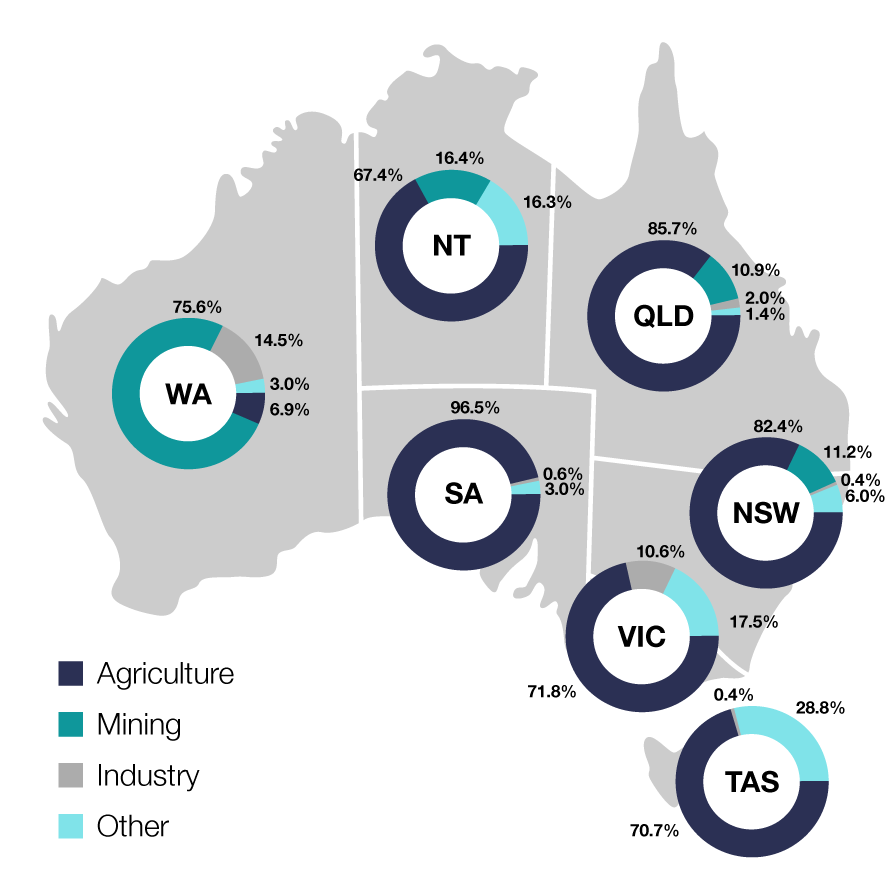 16.4%
67.4%
16.3%
NT
85.7%
10.9%
2.0%
1.4%
QLD
75.6%
14.5%
3.0%
6.9%
WA
96.5%
0.6%
3.0%
SA
82.4%
11.2%
0.4%
6.0%
NSW
10.6%
17.5%
71.8%
VIC
0.4%
28.8%
70.7%
TAS
Agriculture
Mining
Industry
Other